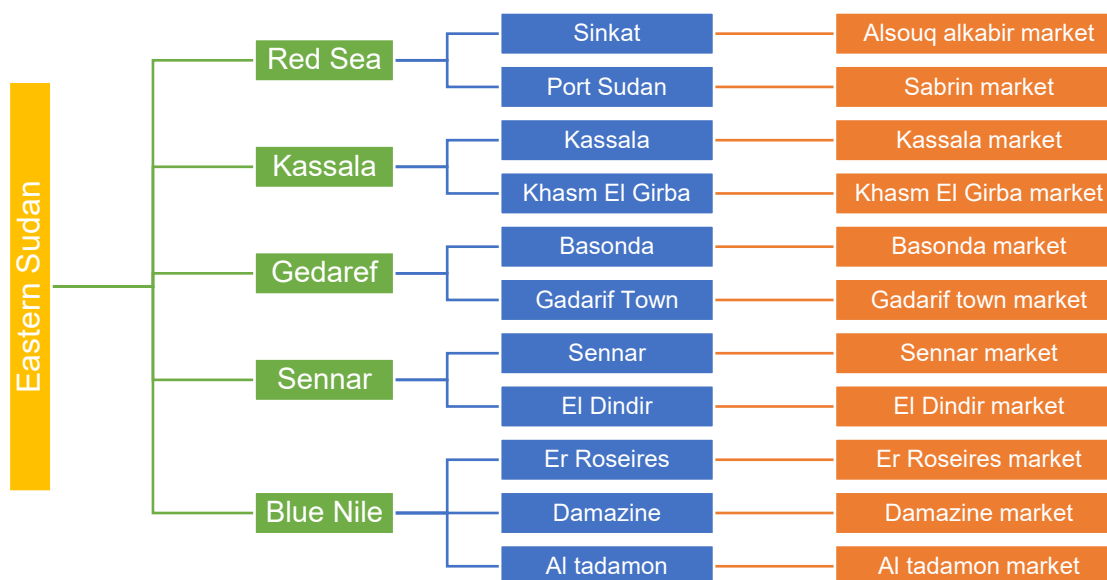 Eastern Sudan
Red Sea
Sinkat
Alsouq alkabir market
Port Sudan
Sabrin market
Kassala
Kassala
Kassala market
Khasm El Girba
Khasm El Girba market
Gedaref
Basonda
Basonda market
Gadarif Town
Gadarif town market
Sennar
Sennar
Sennar market
El Dindir
El Dindir market
Blue Nile
Er Roseires
Er Roseires market
Damazine
Damazine market
Al tadamon
Al tadamon market